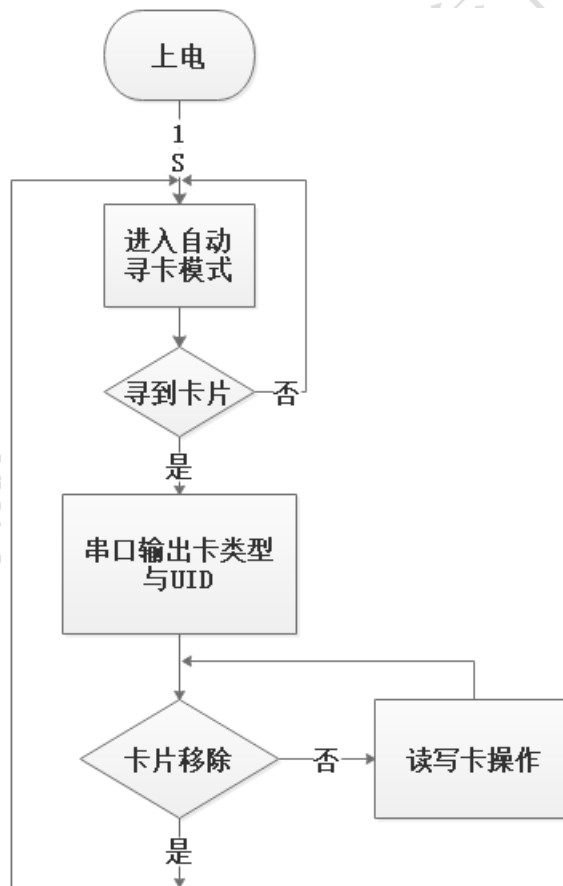 上电
1
S
进入自动
寻卡模式
寻到卡片
否
是
串口输出卡类型
与UID
卡片移除
否
读写卡操作
是